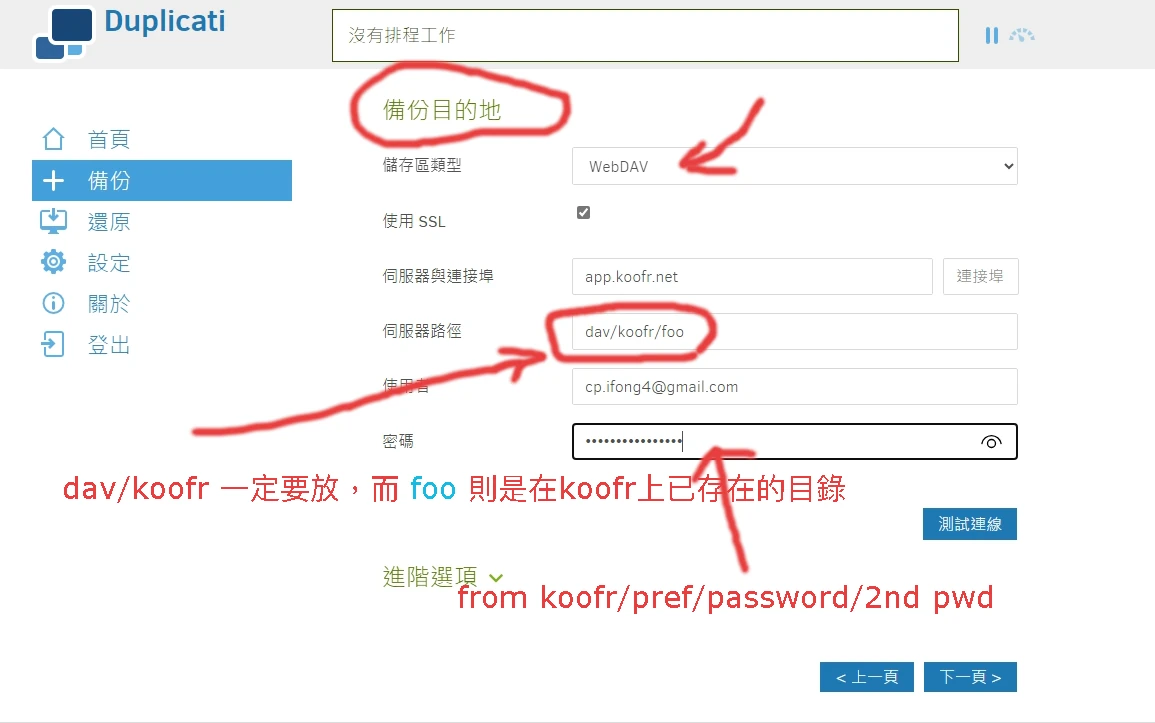 Duplicati
沒有排程工作
首頁
備份
還原
設定
關於
登出
備份目的地
儲存區類型
WebDAV
使用 SSL
伺服器與連接埠
app.koofr.net
連接埠
伺服器路徑
dav/koofr/foo
使用者
cp.ifong4@gmail.com
密碼
••••••••••••••••
dav/koofr 一定要放，而 foo 則是在koofr上已存在的目錄
測試連線
進階選項
from koofr/pref/password/2nd pwd
< 上一頁
下一頁 >